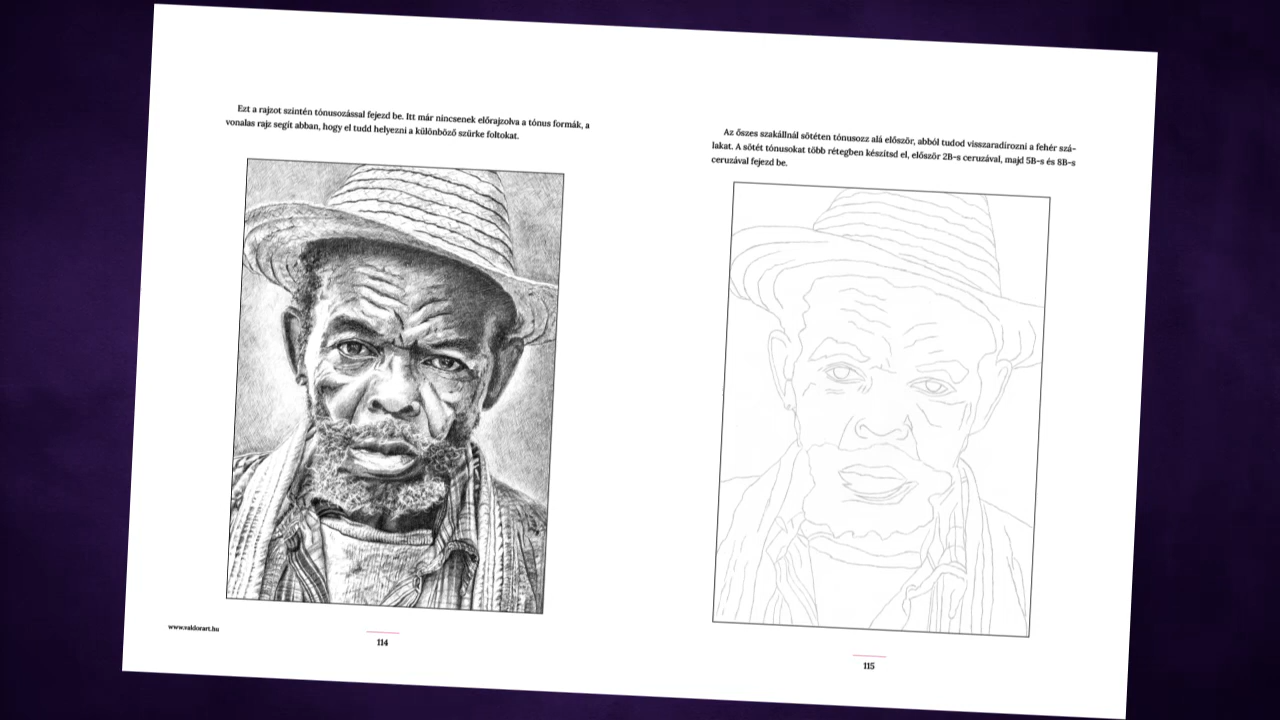 Ezt a rajzot szintén tónusozással fejezd be. Itt már nincsenek előrajzolva a tónus formák, a
vonalas rajz segít abban, hogy el tudd helyezni a különböző szürke foltokat.
www.valdorart.hu
114
Az őszes szakállnál sötéten tónusozz alá először, abból tudod visszaradirozni a fehér szá-
lakat. A sötét tónusokat több rétegben készítsd el, először 2B-s ceruzával, majd 5B-s és 8B-s
ceruzával fejezd be.
115